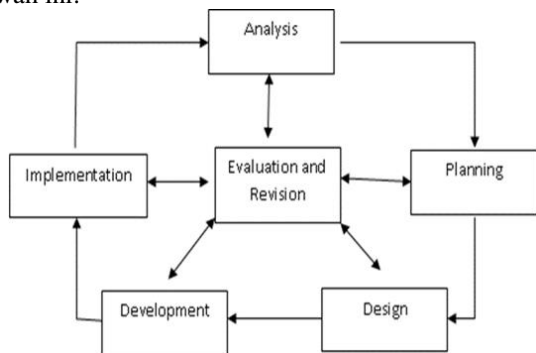 Analysis
Implementation
Evaluation and
Revision
Planning
Development
Design